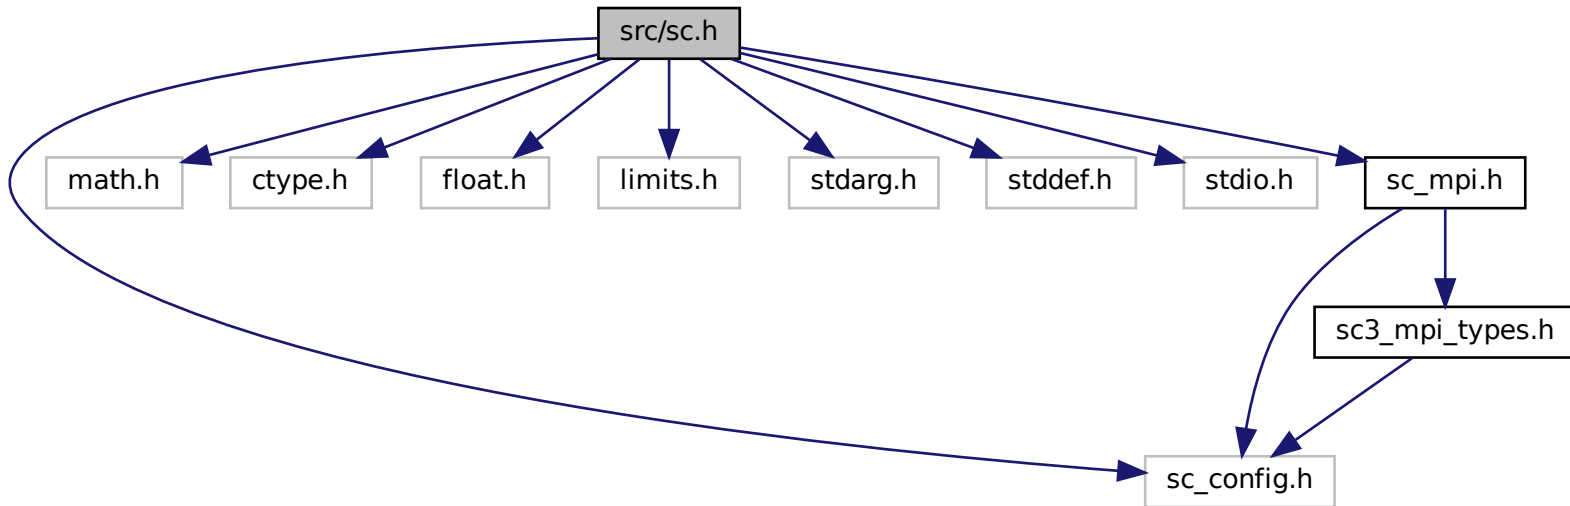 src/sc.h
math.h
ctype.h
float.h
limits.h
stdarg.h
stddef.h
stdio.h
sc_mpi.h
sc3_mpi_types.h
sc_config.h